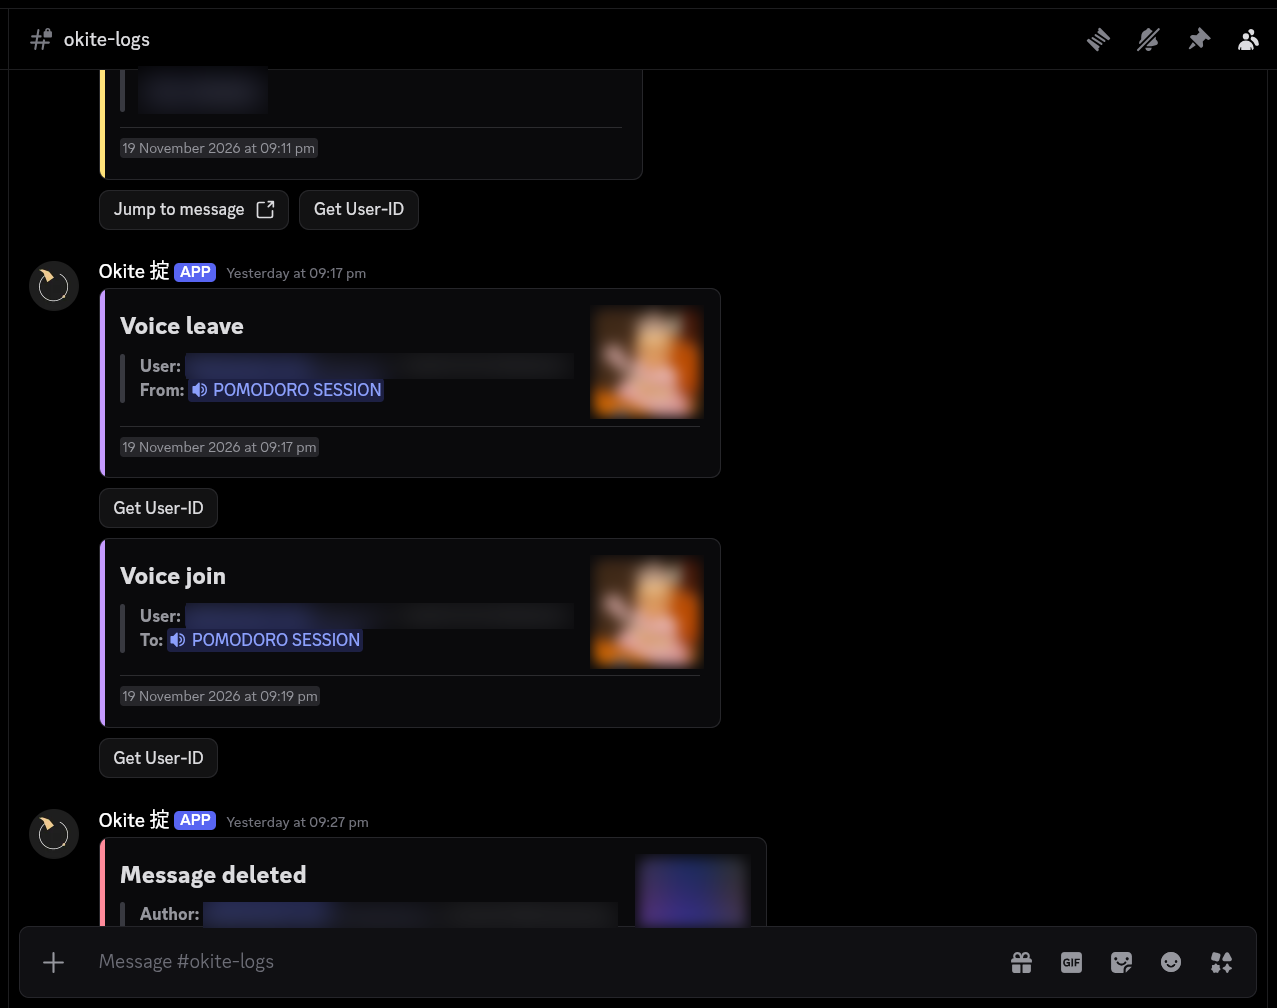 okite-logs
19 November 2026 at 09:11 pm
Jump to message
Get User-ID
Okite 掟 APP Yesterday at 09:17 pm
Voice leave
User:
From: POMODORO SESSION
19 November 2026 at 09:17 pm
Get User-ID
Voice join
User:
To: POMODORO SESSION
19 November 2026 at 09:19 pm
Get User-ID
Okite 掟 APP Yesterday at 09:27 pm
Message deleted
Author:
Message #okite-logs
GIF